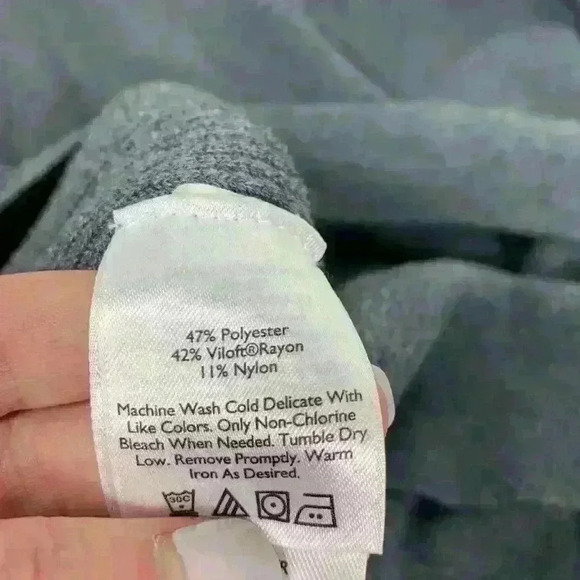 47% Polyester
42% Viloft®Rayon
11% Nylon
Machine Wash Cold Delicate With
Like Colors. Only Non-Chlorine
Bleach When Needed. Tumble Dry
Low. Remove Promptly. Warm
Iron As Desired.
30C
R